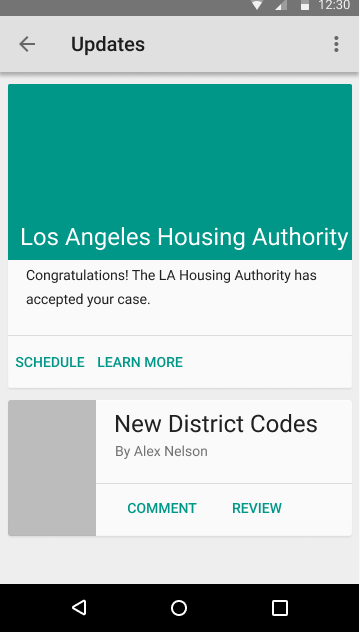 12:30
Updates
Los Angeles Housing Authority
Congratulations! The LA Housing Authority has
accepted your case.
SCHEDULE LEARN MORE
New District Codes
By Alex Nelson
COMMENT REVIEW